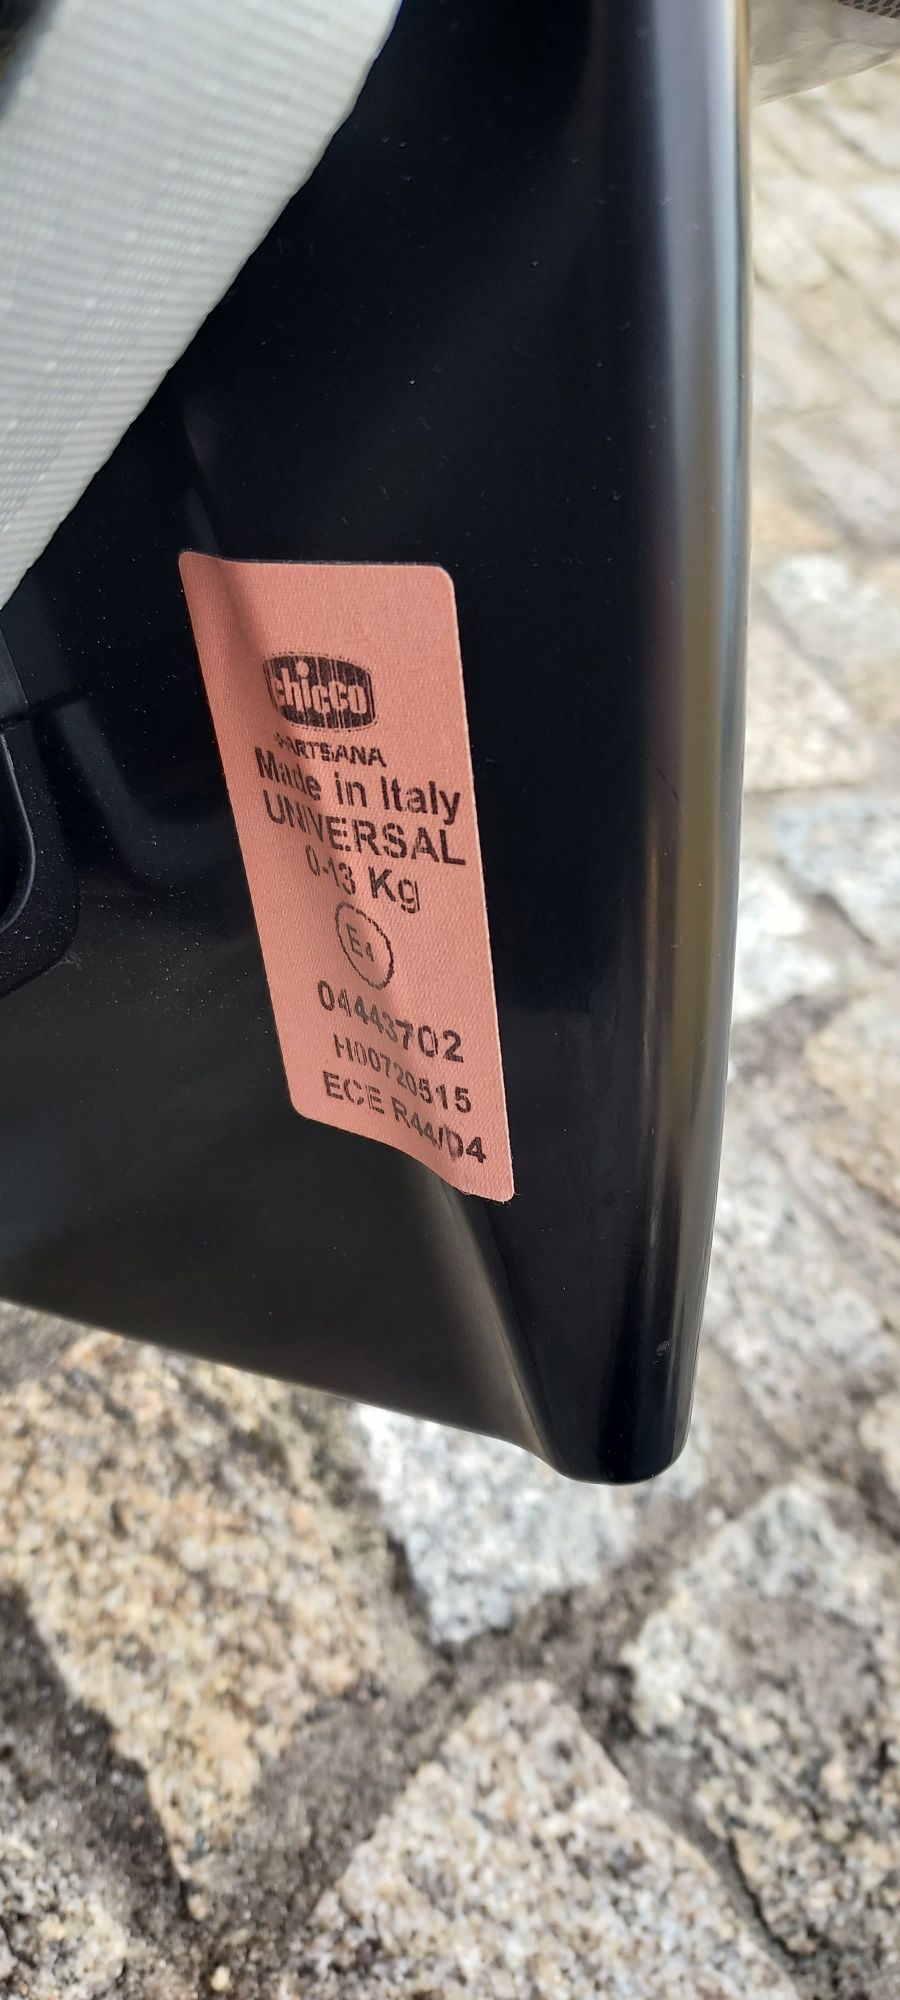 chicco
ARTSANA
Made in Italy
UNIVERSAL
0-13 Kg
E4
04443702
H00720515
ECE R44/04